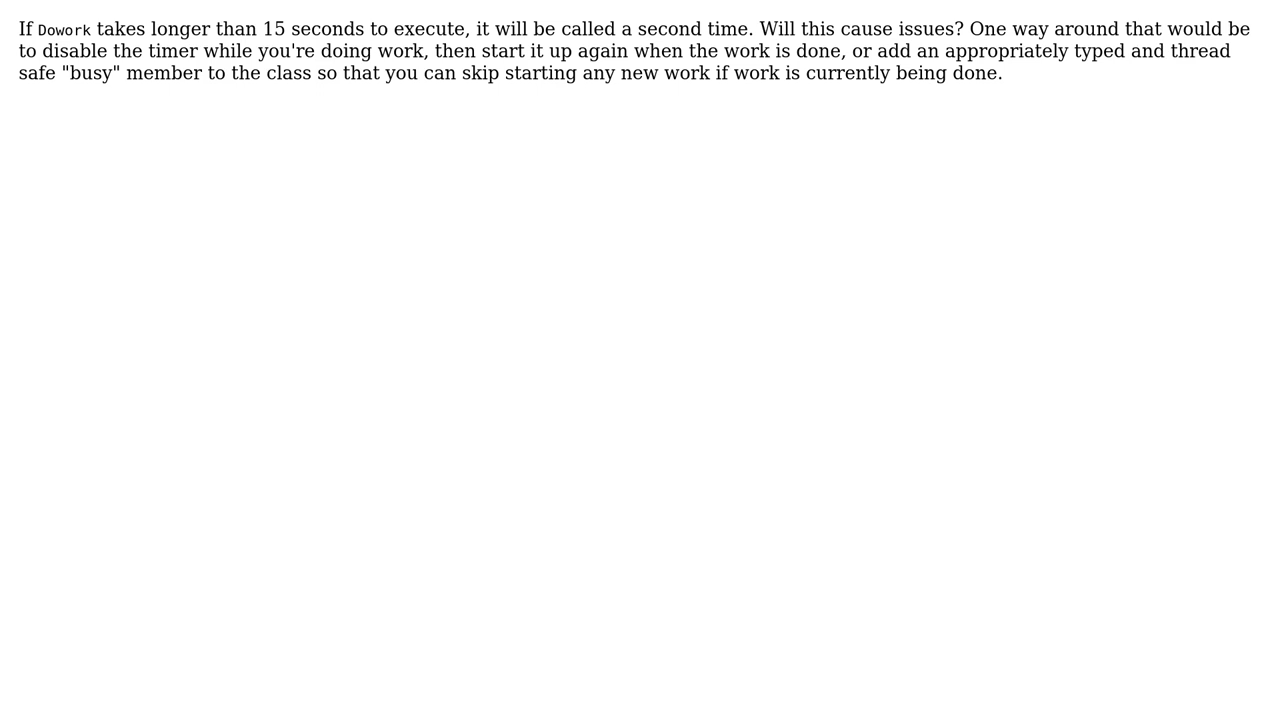 If Dowork takes longer than 15 seconds to execute, it will be called a second time. Will this cause issues? One way around that would be
to disable the timer while you're doing work, then start it up again when the work is done, or add an appropriately typed and thread
safe "busy" member to the class so that you can skip starting any new work if work is currently being done.